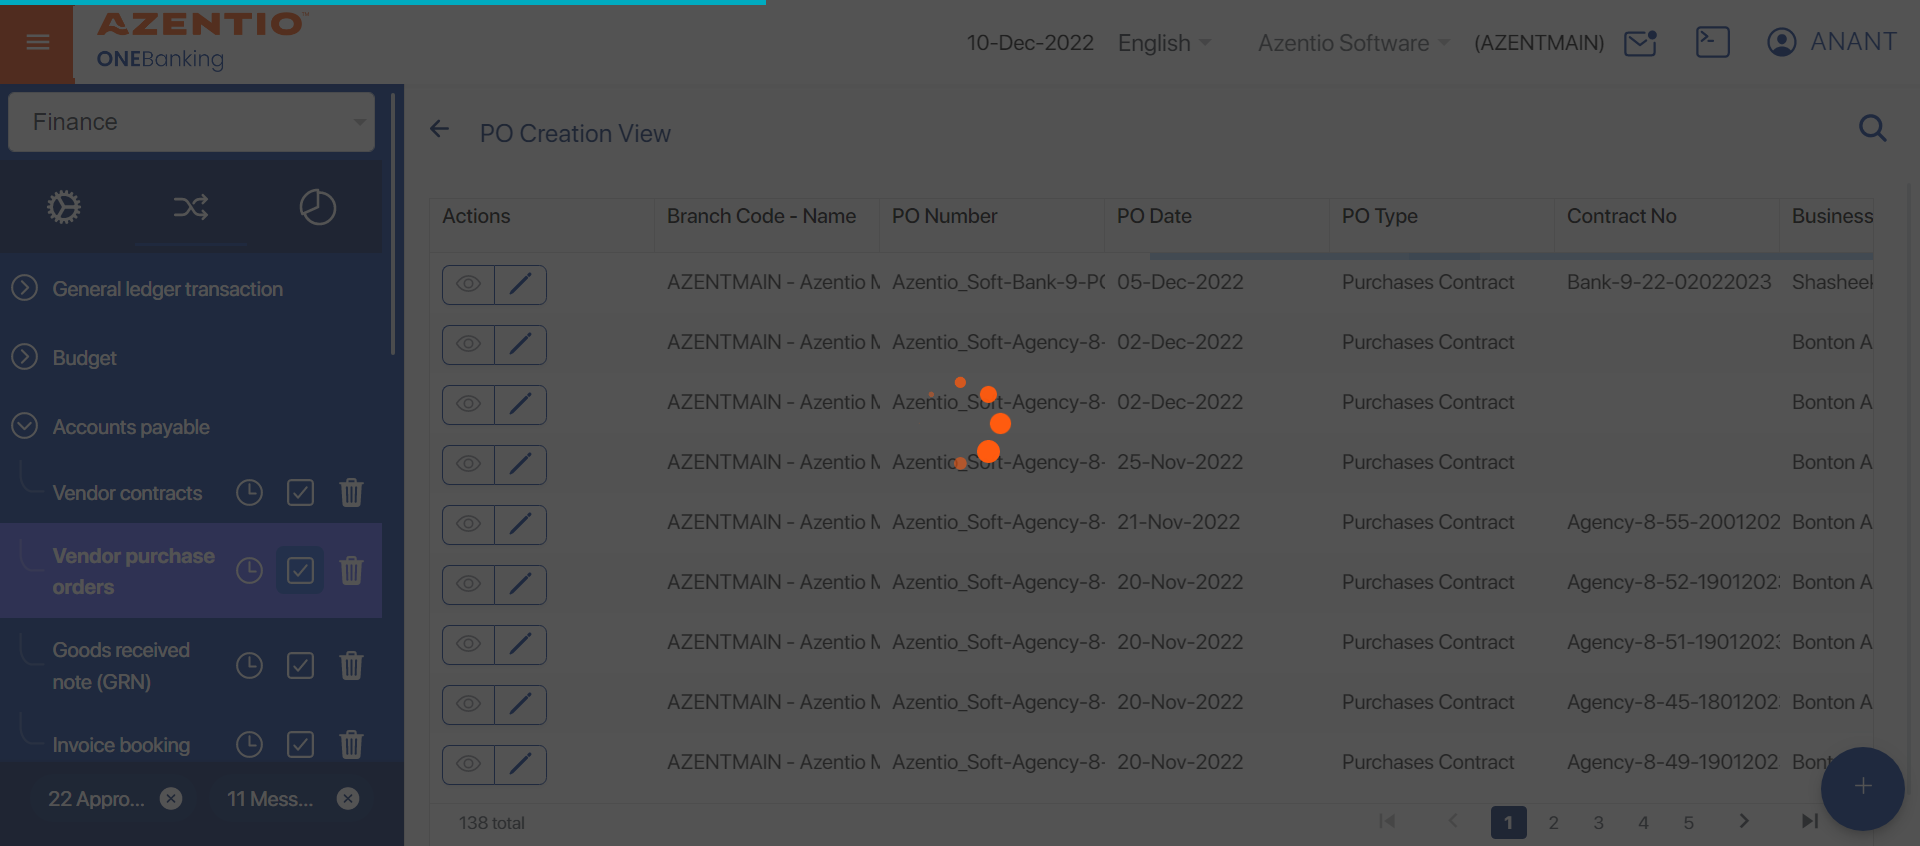 AZENTIO™
ONEBanking
10-Dec-2022 English Azentio Software (AZENTMAIN) ANANT
Finance
General ledger transaction
Budget
Accounts payable
Vendor contracts
Vendor purchase
orders
Goods received
note (GRN)
Invoice booking
22 Appro...
11 Mess...
PO Creation View
Actions Branch Code - Name PO Number PO Date PO Type Contract No Business
AZENTMAIN - Azentio M Azentio_Soft-Bank-9-PO 05-Dec-2022 Purchases Contract Bank-9-22-02022023 Shasheek
AZENTMAIN - Azentio M Azentio_Soft-Agency-8- 02-Dec-2022 Purchases Contract Bonton A
AZENTMAIN - Azentio M Azentio_Soft-Agency-8- 02-Dec-2022 Purchases Contract Bonton A
AZENTMAIN - Azentio M Azentio_Soft-Agency-8- 25-Nov-2022 Purchases Contract Bonton A
AZENTMAIN - Azentio M Azentio_Soft-Agency-8- 21-Nov-2022 Purchases Contract Agency-8-55-2001202 Bonton A
AZENTMAIN - Azentio M Azentio_Soft-Agency-8- 20-Nov-2022 Purchases Contract Agency-8-52-19012023 Bonton A
AZENTMAIN - Azentio M Azentio_Soft-Agency-8- 20-Nov-2022 Purchases Contract Agency-8-51-19012023 Bonton A
AZENTMAIN - Azentio M Azentio_Soft-Agency-8- 20-Nov-2022 Purchases Contract Agency-8-45-1801202 Bonton A
AZENTMAIN - Azentio M Azentio_Soft-Agency-8- 20-Nov-2022 Purchases Contract Agency-8-49-1901202 Bont
138 total 1 2 3 4 5